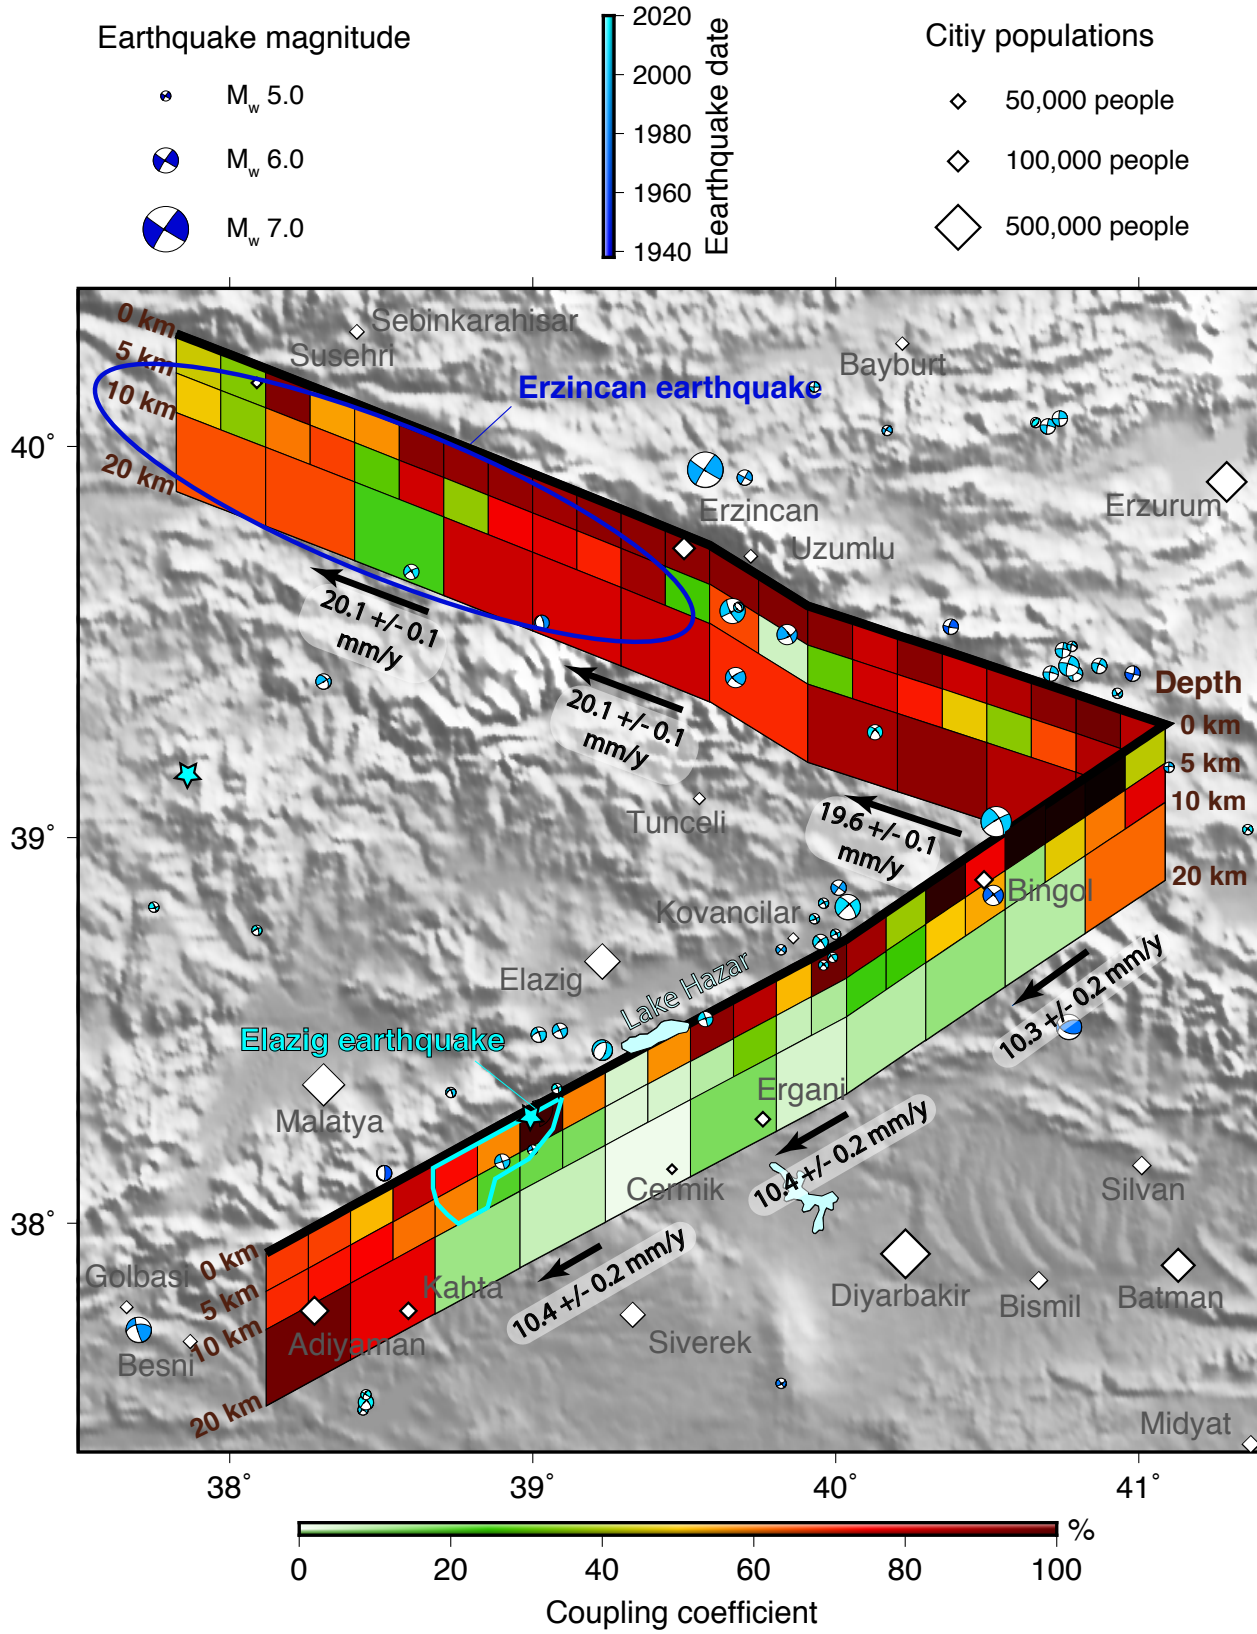 Earthquake magnitude
Mw 5.0
Mw 6.0
Mw 7.0
2020
2000
1980
1960
1940
Eearthquake date
Citiy populations
50,000 people
100,000 people
500,000 people
0 km
5 km
10 km
20 km
Sebinkarahisar
Susehri
Erzincan earthquake
Bayburt
Erzurum
Erzincan
Uzumlu
40°
39°
38°
20.1 +/- 0.1
mm/y
20.1 +/- 0.1
mm/y
19.6 +/- 0.1
mm/y
Depth
0 km
5 km
10 km
20 km
Tunceli
Bingol
Kovancilar
Elazig
Lake Hazar
Elazig earthquake
Malatya
Ergani
Cermik
10.3 +/- 0.2 mm/y
10.4 +/- 0.2 mm/y
10.4 +/- 0.2 mm/y
Silvan
Diyarbakir
Bismil
Batman
Golbasi
Besni
Adiyaman
Kahta
Siverek
Midyat
0 km
5 km
10 km
20 km
38°
39°
40°
41°
%
0
20
40
60
80
100
Coupling coefficient